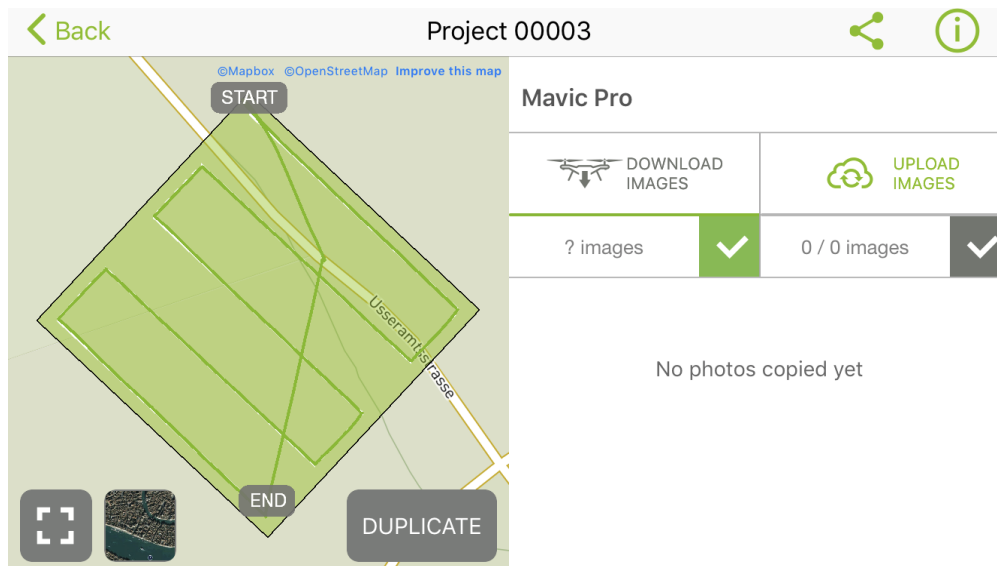 Back
Project 00003
©Mapbox ©OpenStreetMap Improve this map
START
Usseramtsstrasse
END
DUPLICATE
Mavic Pro
DOWNLOAD
IMAGES
UPLOAD
IMAGES
? images
0 / 0 images
No photos copied yet